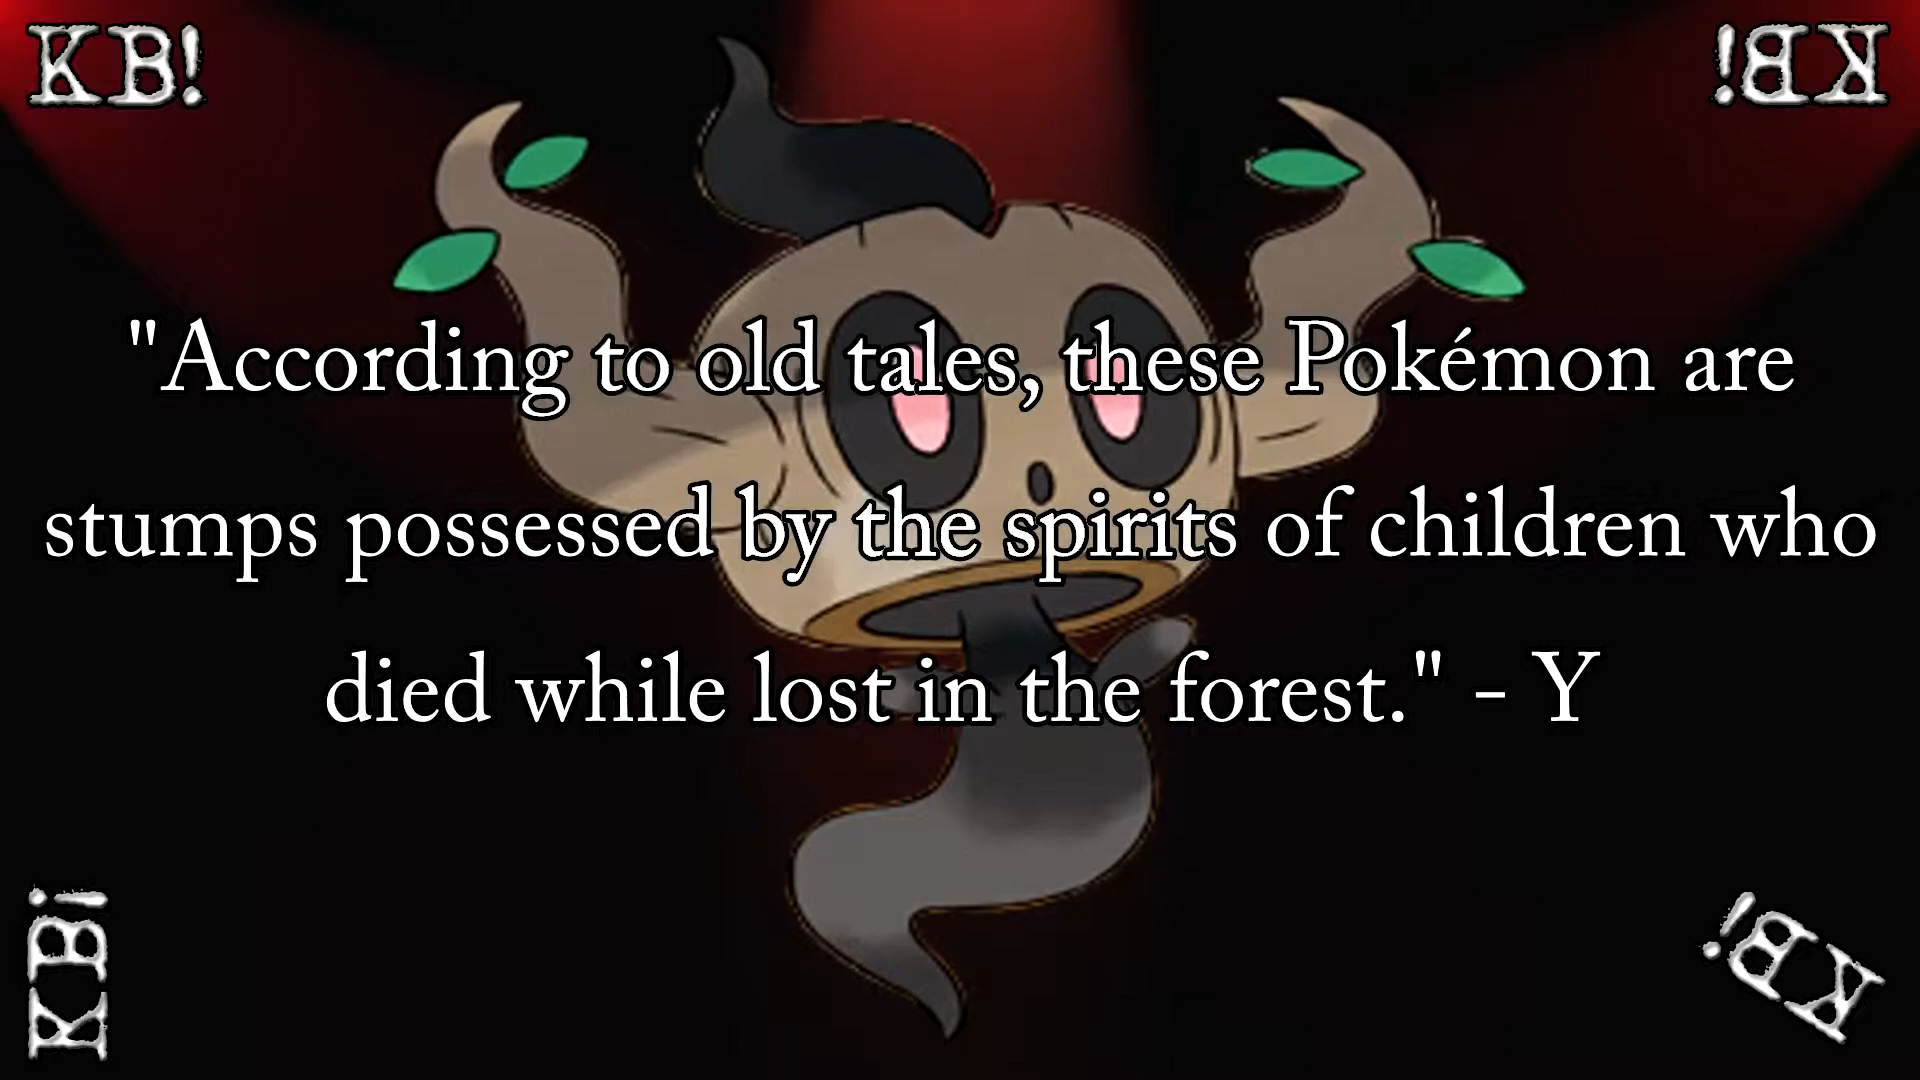 KB!
KB!
"According to old tales, these Pokémon are
stumps possessed by the spirits of children who
died while lost in the forest." - Y
KB!
KB!